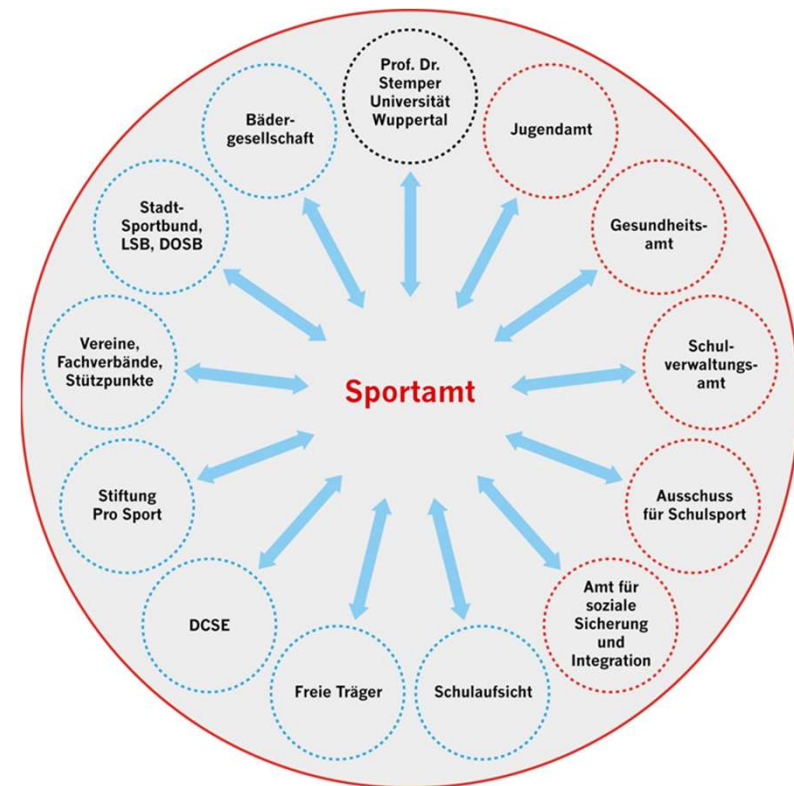 Prof. Dr.
Stemper
Universität
Wuppertal
Jugendamt
Gesundheits-
amt
Schul-
verwaltungs-
amt
Ausschuss
für Schulsport
Amt für
soziale
Sicherung
und
Integration
Schulaufsicht
Freie Träger
DCSE
Stiftung
Pro Sport
Vereine,
Fachverbände,
Stützpunkte
Stadt-
Sportbund,
LSB, DOSB
Bäder-
gesellschaft
Sportamt